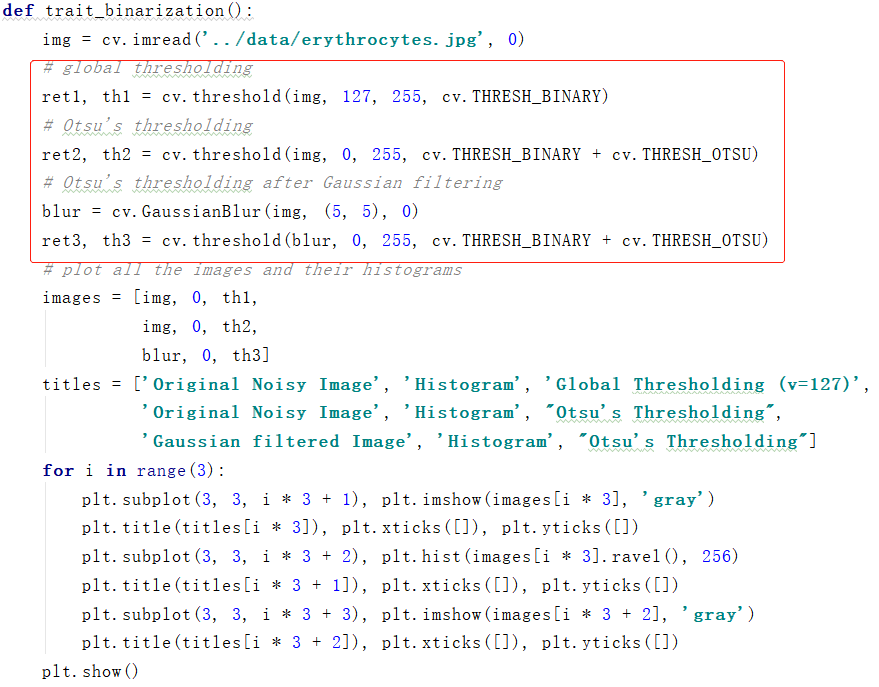 def trait_binarization():
    img = cv.imread('../data/erythrocytes.jpg', 0)
    # global thresholding
    ret1, th1 = cv.threshold(img, 127, 255, cv.THRESH_BINARY)
    # Otsu's thresholding
    ret2, th2 = cv.threshold(img, 0, 255, cv.THRESH_BINARY + cv.THRESH_OTSU)
    # Otsu's thresholding after Gaussian filtering
    blur = cv.GaussianBlur(img, (5, 5), 0)
    ret3, th3 = cv.threshold(blur, 0, 255, cv.THRESH_BINARY + cv.THRESH_OTSU)
    # plot all the images and their histograms
    images = [img, 0, th1,
              img, 0, th2,
              blur, 0, th3]
    titles = ['Original Noisy Image', 'Histogram', 'Global Thresholding (v=127)',
              'Original Noisy Image', 'Histogram', "Otsu's Thresholding",
              'Gaussian filtered Image', 'Histogram', "Otsu's Thresholding"]
    for i in range(3):
        plt.subplot(3, 3, i * 3 + 1), plt.imshow(images[i * 3], 'gray')
        plt.title(titles[i * 3]), plt.xticks([]), plt.yticks([])
        plt.subplot(3, 3, i * 3 + 2), plt.hist(images[i * 3].ravel(), 256)
        plt.title(titles[i * 3 + 1]), plt.xticks([]), plt.yticks([])
        plt.subplot(3, 3, i * 3 + 3), plt.imshow(images[i * 3 + 2], 'gray')
        plt.title(titles[i * 3 + 2]), plt.xticks([]), plt.yticks([])
    plt.show()